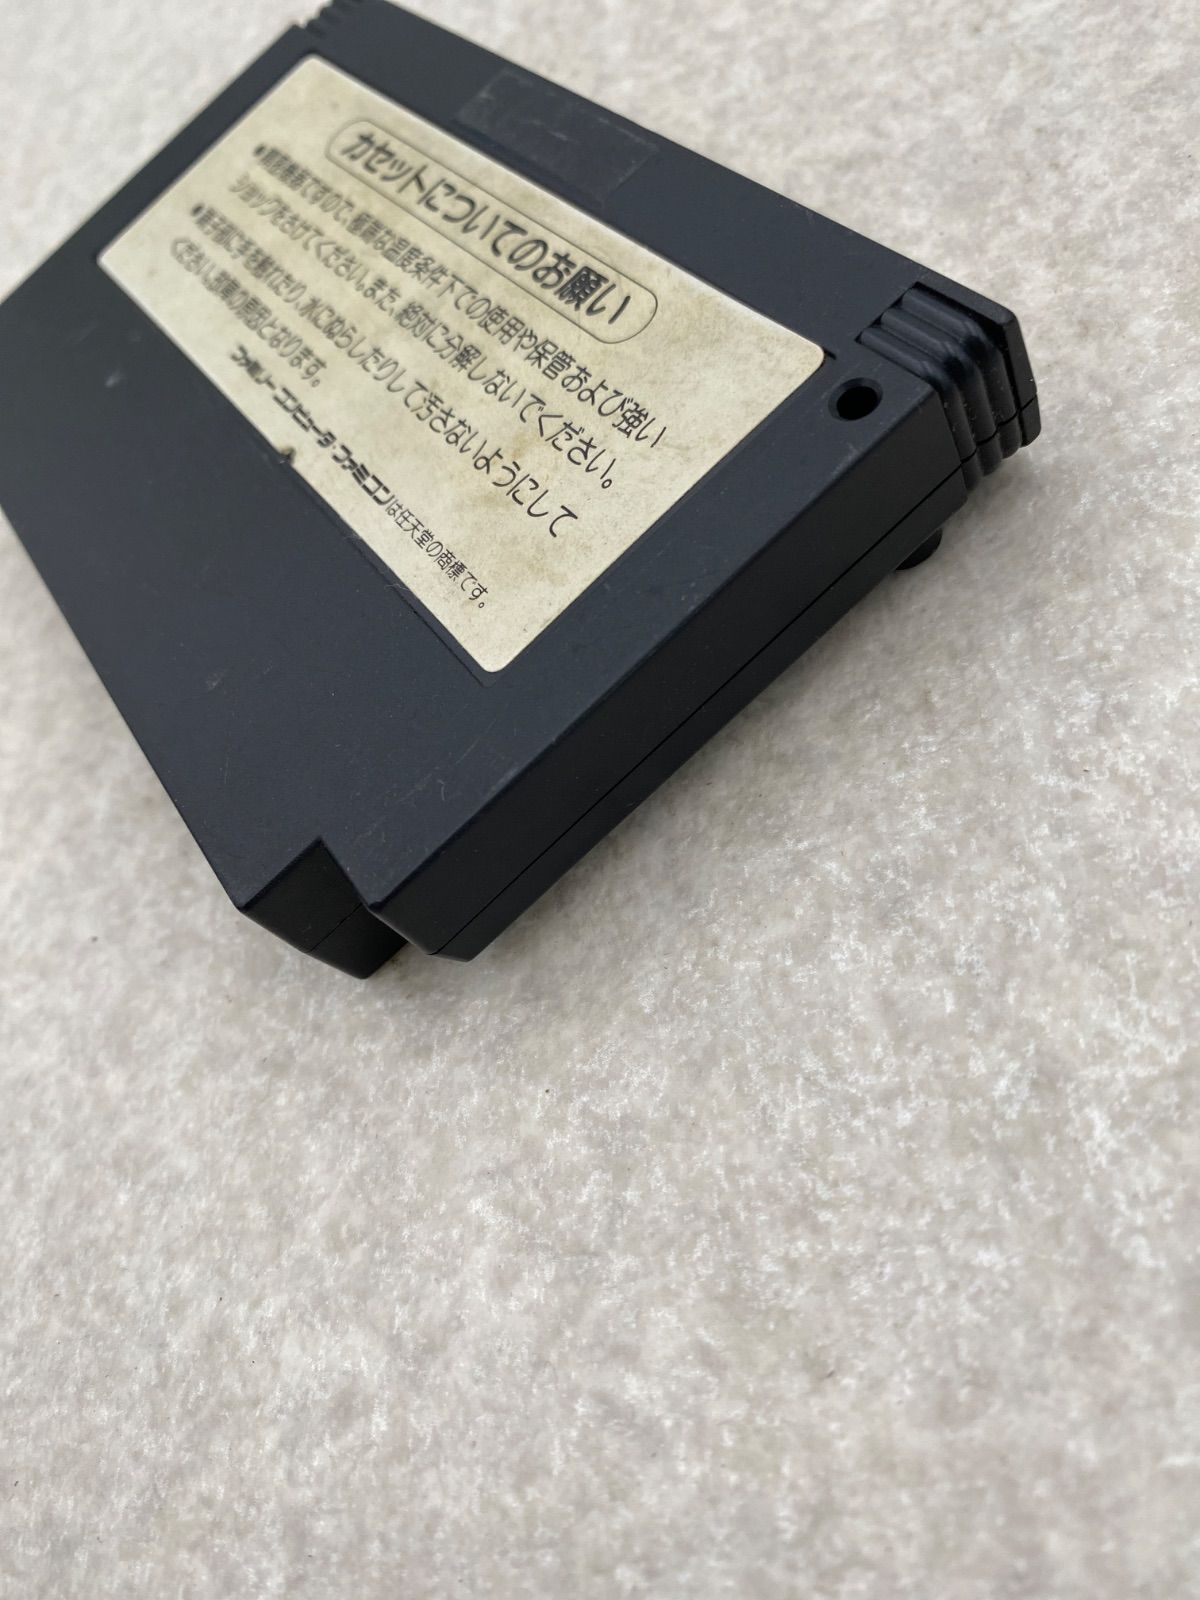 カセットについてのお願い
●精密機器ですので、極端な温度条件下での使用や保管および強い
ショックをさけてください。また、絶対に分解しないでください。
●端子部に手を触れたり、水にぬらしたりして汚さないようにして
ください。故障の原因となります。
ファミリーコンピュータ・ファミコンは任天堂の商標です。